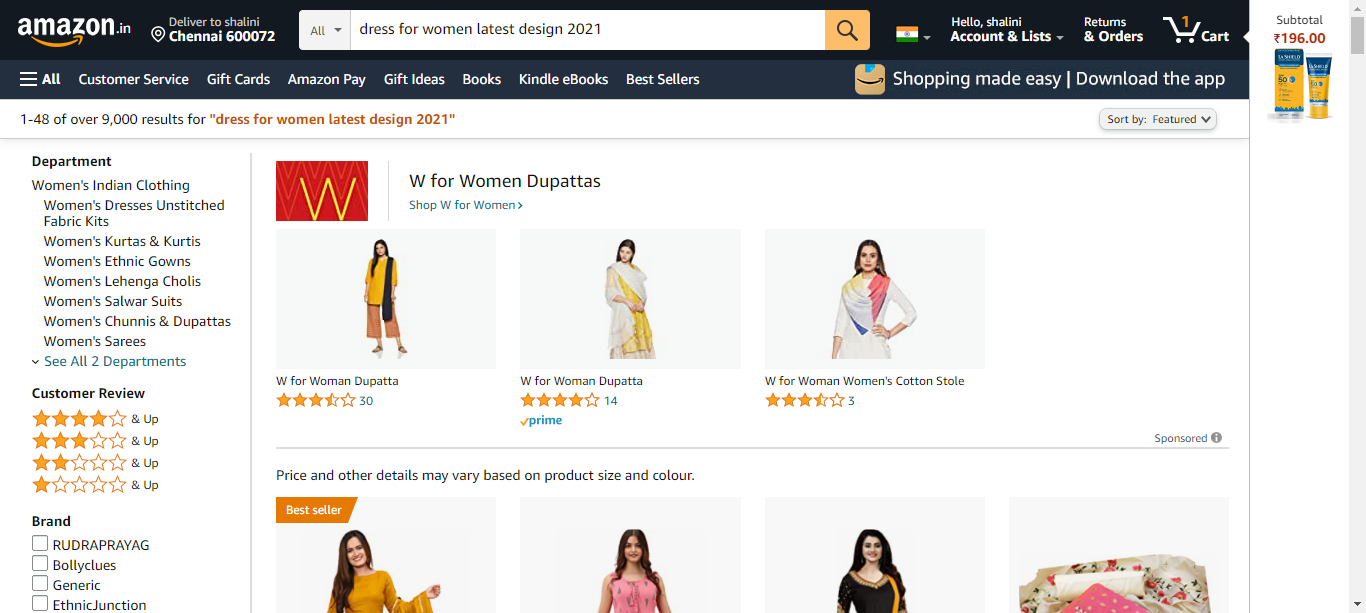 amazon.in
Deliver to shalini
Chennai 600072
All
dress for women latest design 2021
Hello, shalini
Account & Lists
Returns
& Orders
1
Cart
Subtotal
₹196.00
All Customer Service Gift Cards Amazon Pay Gift Ideas Books Kindle eBooks Best Sellers
Shopping made easy | Download the app
1-48 of over 9,000 results for "dress for women latest design 2021"
Sort by: Featured
Department
Women's Indian Clothing
Women's Dresses Unstitched
Fabric Kits
Women's Kurtas & Kurtis
Women's Ethnic Gowns
Women's Lehenga Cholis
Women's Salwar Suits
Women's Chunnis & Dupattas
Women's Sarees
See All 2 Departments
Customer Review
& Up
& Up
& Up
& Up
Brand
RUDRAPRAYAG
Bollyclues
Generic
EthnicJunction
W
W for Women Dupattas
Shop W for Women
W for Woman Dupatta
30
W for Woman Dupatta
14
prime
W for Woman Women's Cotton Stole
3
Sponsored
Price and other details may vary based on product size and colour.
Best seller